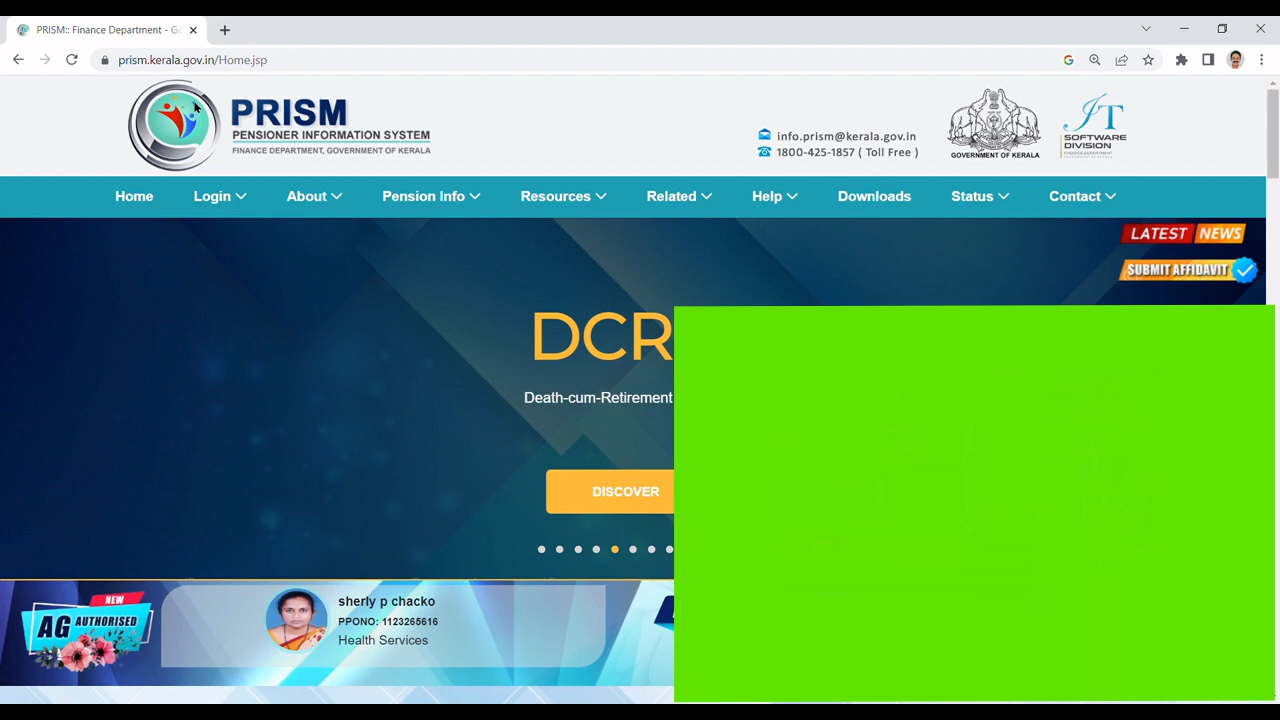 PRISM:: Finance Department - Go
prism.kerala.gov.in/Home.jsp
PRISM
PENSIONER INFORMATION SYSTEM
FINANCE DEPARTMENT, GOVERNMENT OF KERALA
info.prism@kerala.gov.in
1800-425-1857 ( Toll Free )
GOVERNMENT OF KERALA
IT
SOFTWARE
DIVISION
Home Login About Pension Info Resources Related Help Downloads Status Contact
LATEST NEWS
SUBMIT AFFIDAVIT
DCR
Death-cum-Retirement
DISCOVER
NEW
AG AUTHORISED
sherly p chacko
PPONO: 1123265616
Health Services